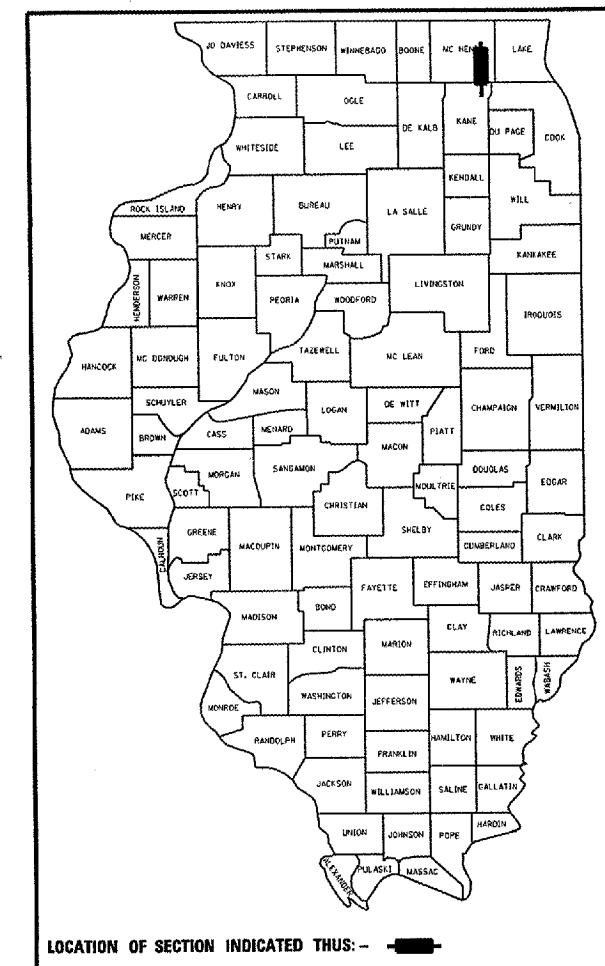 JO DAVIESS STEPHENSON WINNEBAGO BOONE MC HEN LAKE
CARROLL OGLE DE KALB KANE DU PAGE COOK
WHITESIDE LEE
KENDALL
ROCK ISLAND HENRY BUREAU LA SALLE WILL
MERCER PUTNAM GRUNDY
STARK MARSHALL KANKAKEE
HENDERSON WARREN KNOX PEORIA WOODFORD LIVINGSTON IROQUOIS
HANCOCK MC DONOUGH FULTON TAZEWELL MC LEAN FORD
MASON
SCHUYLER LOGAN DE WITT CHAMPAIGN VERMILION
ADAMS BROWN CASS MENARD PIATT
MACON
MORGAN SANGAMON DOUGLAS EDGAR
PIKE SCOTT CHRISTIAN MOULTRIE COLES
GREENE MACOUPIN SHELBY
CALHOUN MONTGOMERY CUMBERLAND CLARK
JERSEY FAYETTE EFFINGHAM JASPER CRAWFORD
MADISON BOND
CLAY RICHLAND LAWRENCE
CLINTON MARION
ST. CLAIR WAYNE EDWARDS WABASH
MONROE WASHINGTON JEFFERSON
RANDOLPH PERRY HAMILTON WHITE
FRANKLIN
JACKSON WILLIAMSON SALINE GALLATIN
UNION JOHNSON POPE HARDIN
ALEXANDER PULASKI MASSAC
LOCATION OF SECTION INDICATED THUS: -